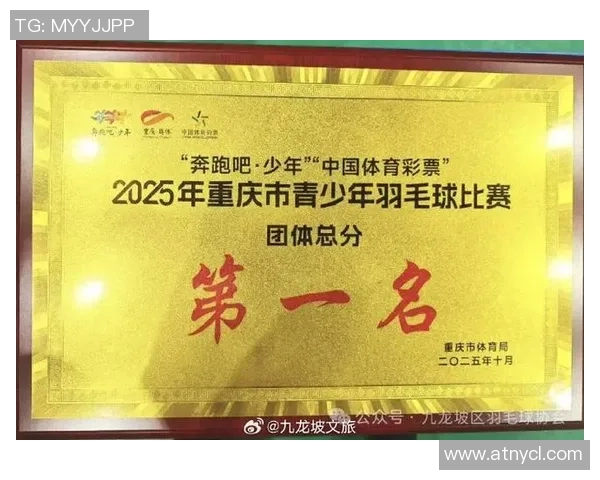 TG: MYYJJPP
奔跑吧·少年 重庆·体体 中国体育彩票
“奔跑吧·少年”“中国体育彩票”
2025年重庆市青少年羽毛球比赛
团体总分
第一名
重庆市体育局
二〇二五年十月
公众号·九龙坡区羽毛球协会
@九龙坡文旅
www.atnycl.com